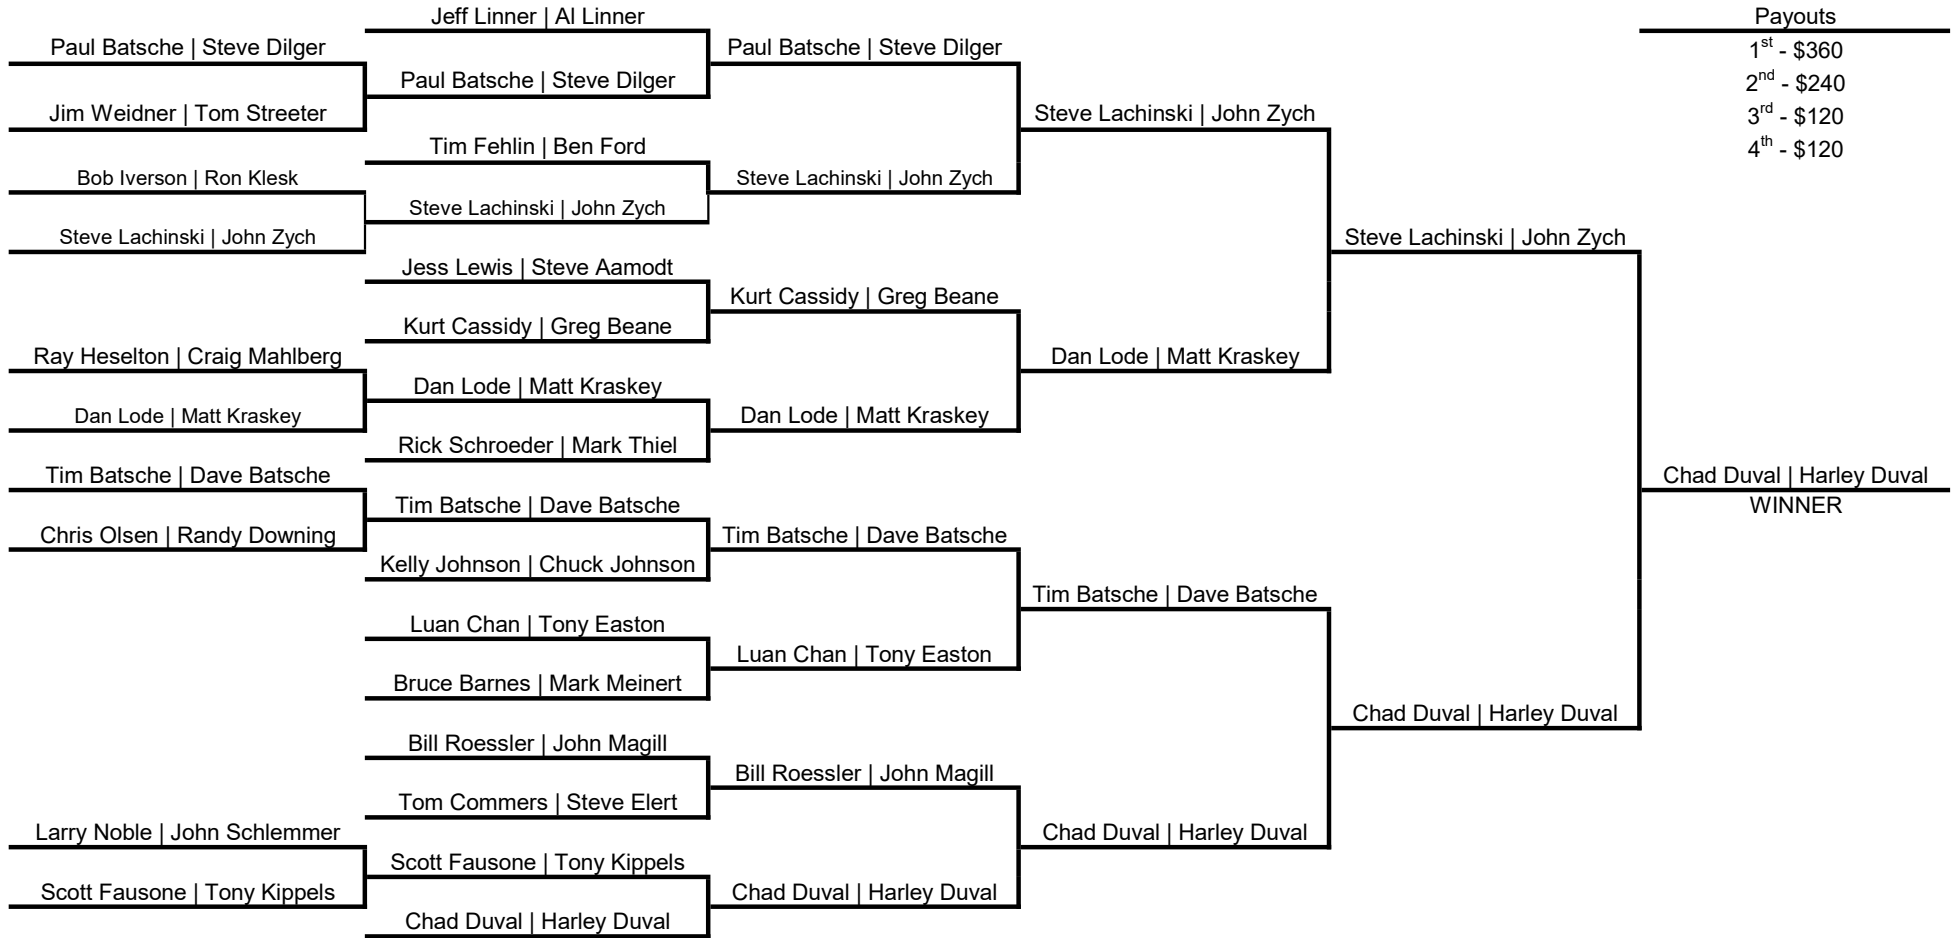 Jeff Linner | Al Linner
Payouts
Paul Batsche | Steve Dilger
Paul Batsche | Steve Dilger
1st - $360
Paul Batsche | Steve Dilger
2nd - $240
Jim Weidner | Tom Streeter
Steve Lachinski | John Zych
3rd - $120
Tim Fehlin | Ben Ford
4th - $120
Bob Iverson | Ron Klesk
Steve Lachinski | John Zych
Steve Lachinski | John Zych
Steve Lachinski | John Zych
Steve Lachinski | John Zych
Jess Lewis | Steve Aamodt
Kurt Cassidy | Greg Beane
Kurt Cassidy | Greg Beane
Ray Heselton | Craig Mahlberg
Dan Lode | Matt Kraskey
Dan Lode | Matt Kraskey
Dan Lode | Matt Kraskey
Dan Lode | Matt Kraskey
Rick Schroeder | Mark Thiel
Tim Batsche | Dave Batsche
Chad Duval | Harley Duval
Tim Batsche | Dave Batsche
WINNER
Chris Olsen | Randy Downing
Tim Batsche | Dave Batsche
Kelly Johnson | Chuck Johnson
Tim Batsche | Dave Batsche
Luan Chan | Tony Easton
Luan Chan | Tony Easton
Bruce Barnes | Mark Meinert
Chad Duval | Harley Duval
Bill Roessler | John Magill
Bill Roessler | John Magill
Tom Commers | Steve Elert
Larry Noble | John Schlemmer
Chad Duval | Harley Duval
Scott Fausone | Tony Kippels
Scott Fausone | Tony Kippels
Chad Duval | Harley Duval
Chad Duval | Harley Duval